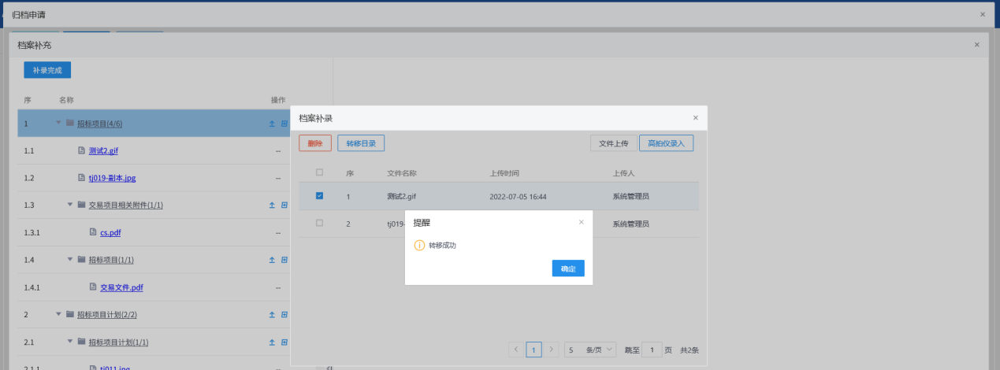 归档申请
档案补充
补录完成
序 名称 操作
1 招标项目(4/6)
1.1 测试2.gif --
1.2 tj019-副本.jpg --
1.3 交易项目相关附件(1/1)
1.3.1 cs.pdf --
1.4 招标项目(1/1)
1.4.1 交易文件.pdf --
2 招标项目计划(2/2)
2.1 招标项目计划(1/1)
2.1.1 tj011.jpg --
档案补录
删除 转移目录 文件上传 高拍仪录入
序 文件名称 上传时间 上传人
1 测试2.gif 2022-07-05 16:44 系统管理员
2 tj019- 系统管理员
提醒
转移成功
确定
1 5 条/页 跳至 1 页 共2条